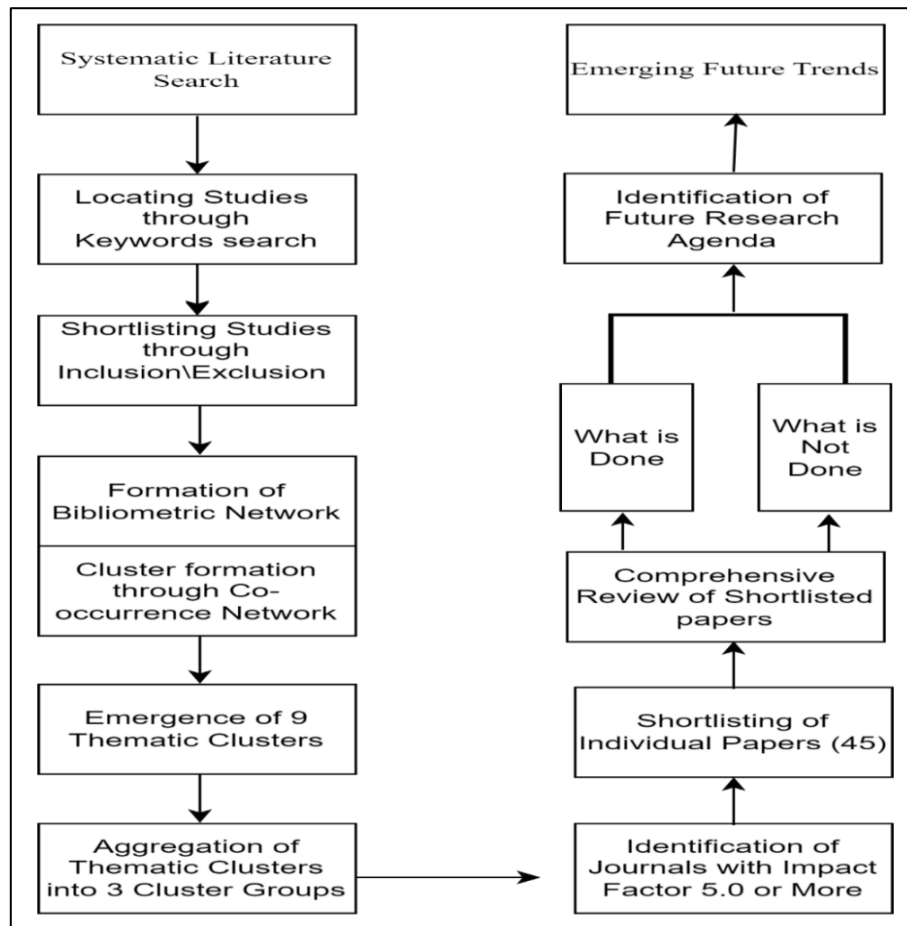 Systematic Literature
Search
Locating Studies
through
Keywords search
Shortlisting Studies
through
Inclusion\Exclusion
Formation of
Bibliometric Network
Cluster formation
through Co-
occurrence Network
Emergence of 9
Thematic Clusters
Aggregation of
Thematic Clusters
into 3 Cluster Groups
Identification of
Journals with Impact
Factor 5.0 or More
Shortlisting of
Individual Papers (45)
Comprehensive
Review of Shortlisted
papers
What is
Done
What is
Not
Done
Identification of
Future Research
Agenda
Emerging Future Trends